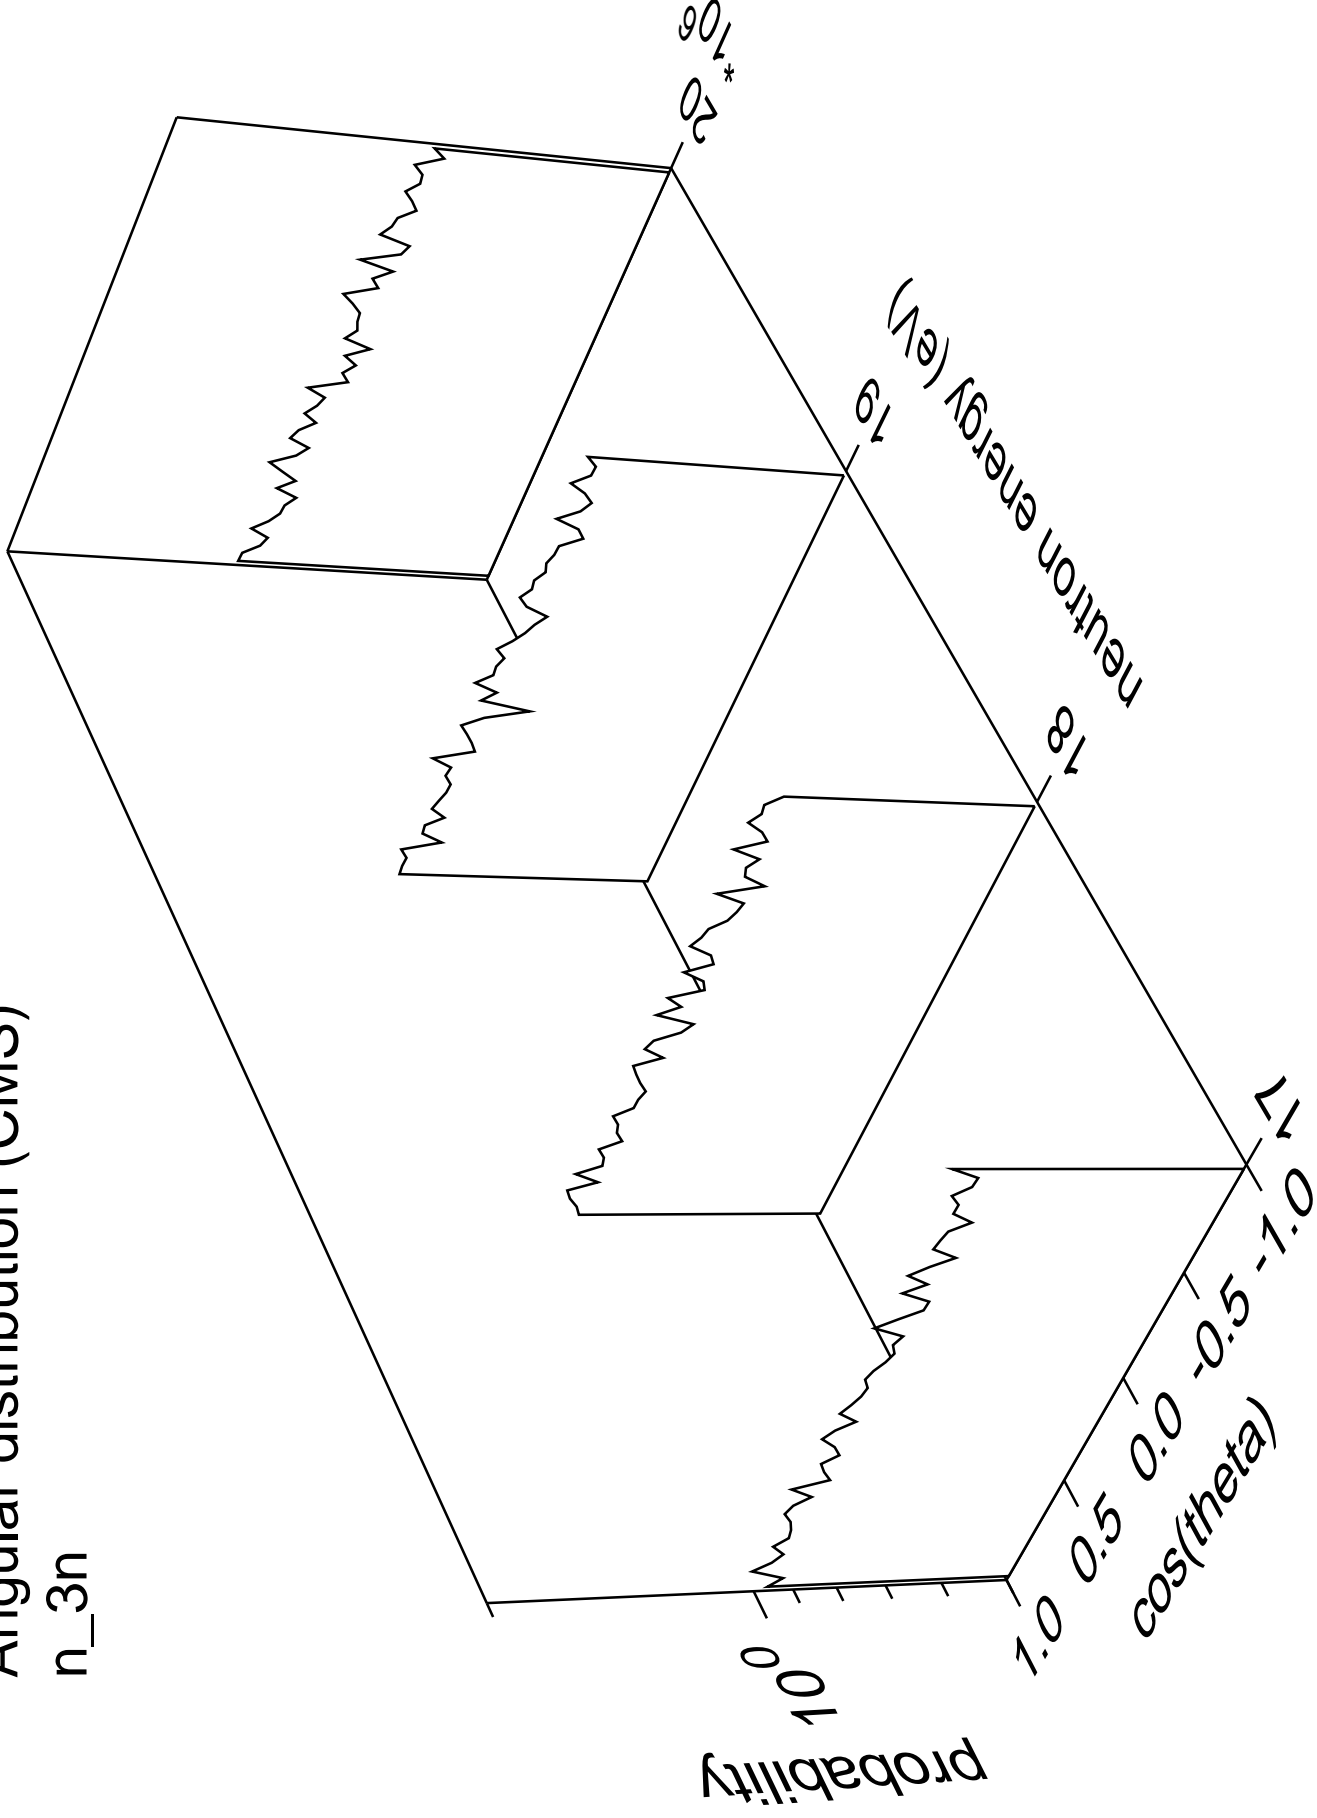 Angular distribution (CMS)
n_3n
probability
10^0
1.0
0.5
0.0
-0.5
-1.0
cos(theta)
17
18
19
20
* 10^6
neutron energy (eV)